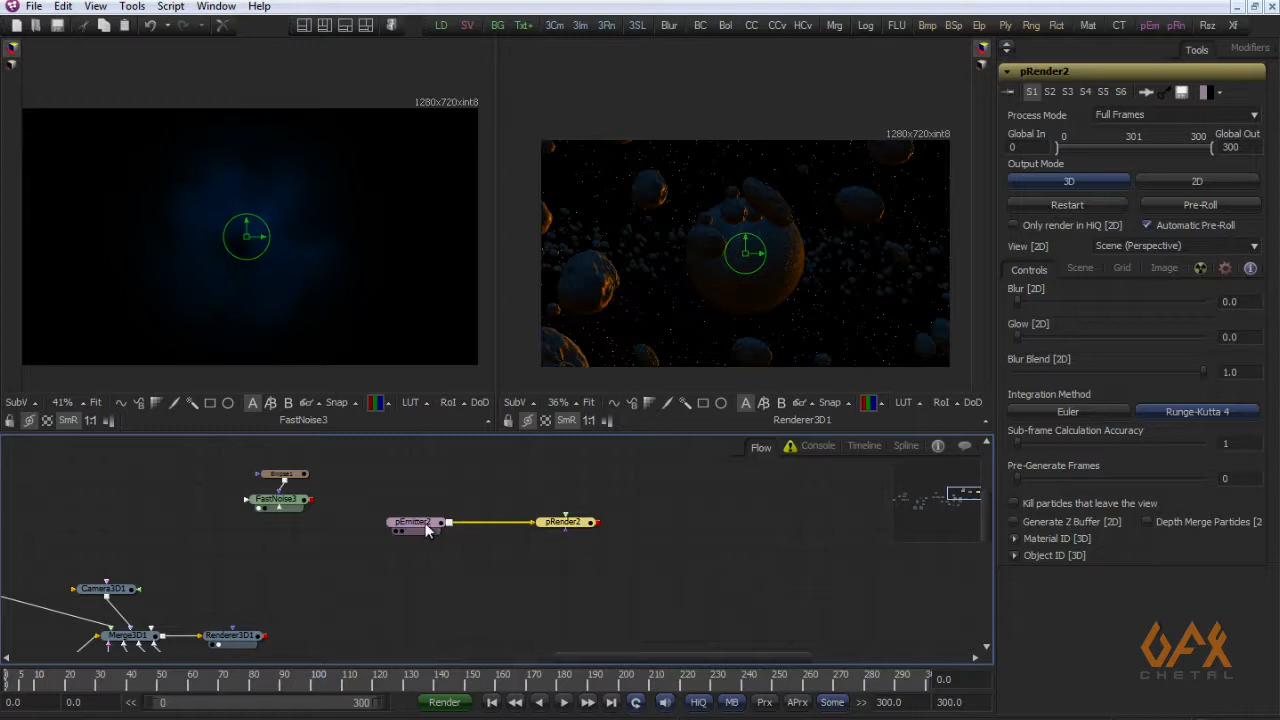 File Edit View Tools Script Window Help
LD SV BG Txt+ 3Cm 3Im 3Rn 3SL Blur BC Bol CC CCv HCv Mrg Log FLU Bmp BSp Elp Ply Rng Rct Mat CT pEm pRn Rsz Xf
Tools Modifiers
pRender2
S1 S2 S3 S4 S5 S6
Process Mode Full Frames
Global In 0 301 300 Global Out
0 300
Output Mode
3D 2D
Restart Pre-Roll
Only render in HiQ [2D] Automatic Pre-Roll
View [2D] Scene (Perspective)
Controls Scene Grid Image
Blur [2D]
0.0
Glow [2D]
0.0
Blur Blend [2D]
1.0
Integration Method
Euler Runge-Kutta 4
Sub-frame Calculation Accuracy
1
Pre-Generate Frames
0
Kill particles that leave the view
Generate Z Buffer [2D] Depth Merge Particles [2
Material ID [3D]
Object ID [3D]
1280x720xint8
1280x720xint8
SubV 41% Fit A B Snap LUT RoI DoD
SmR 1:1 FastNoise3
SubV 36% Fit A B Snap LUT RoI DoD
SmR 1:1 Renderer3D1
Flow Console Timeline Spline
Ellipse1
FastNoise3
pEmitter2 pRender2
Camera3D1
Merge3D1 Renderer3D1
0 10 20 30 40 50 60 70 80 90 100 110 120 130 140 150 160 170 180 190 200 210 220 230 240 250 260 270 280 290 0.0
0.0 0.0 << 0 300 Render HiQ MB Prx APrx Some >> 300.0 300.0
GFX
CHETAL